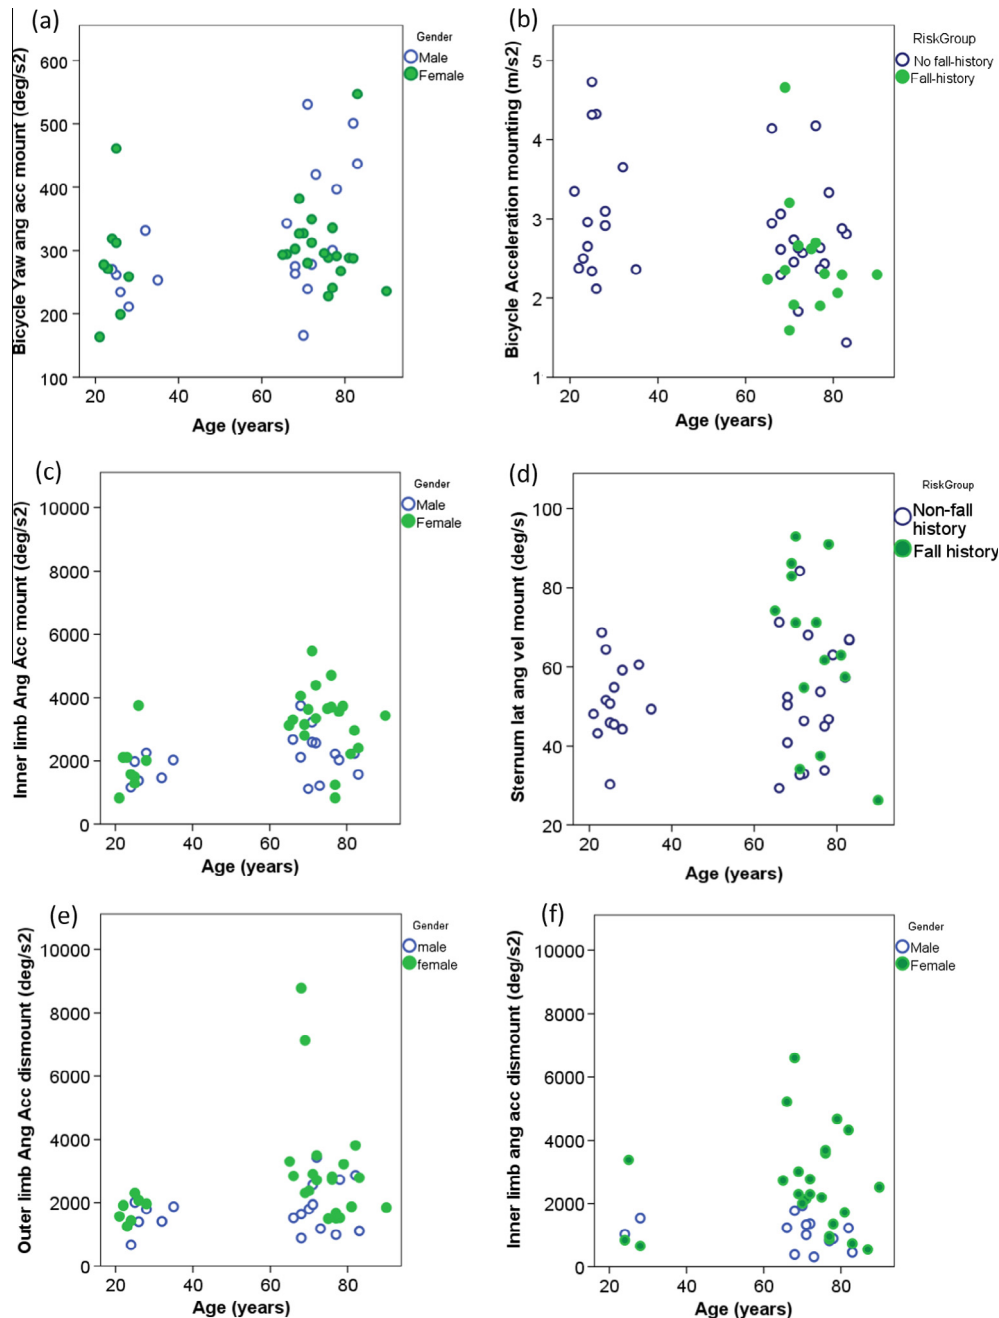 (a)
Gender
Male
Female
Bicycle Yaw ang acc mount (deg/s2)
600
500
400
300
200
100
20 40 60 80
Age (years)
(b)
RiskGroup
No fall-history
Fall-history
Bicycle Acceleration mounting (m/s2)
5
4
3
2
1
20 40 60 80
Age (years)
(c)
Gender
Male
Female
Inner limb Ang Acc mount (deg/s2)
10000
8000
6000
4000
2000
0
20 40 60 80
Age (years)
(d)
RiskGroup
Non-fall
history
Fall history
Sternum lat ang vel mount (deg/s)
100
80
60
40
20
20 40 60 80
Age (years)
(e)
Gender
male
female
Outer limb Ang Acc dismount (deg/s2)
10000
8000
6000
4000
2000
0
20 40 60 80
Age (years)
(f)
Gender
Male
Female
Inner limb ang acc dismount (deg/s2)
10000
8000
6000
4000
2000
0
20 40 60 80
Age (years)